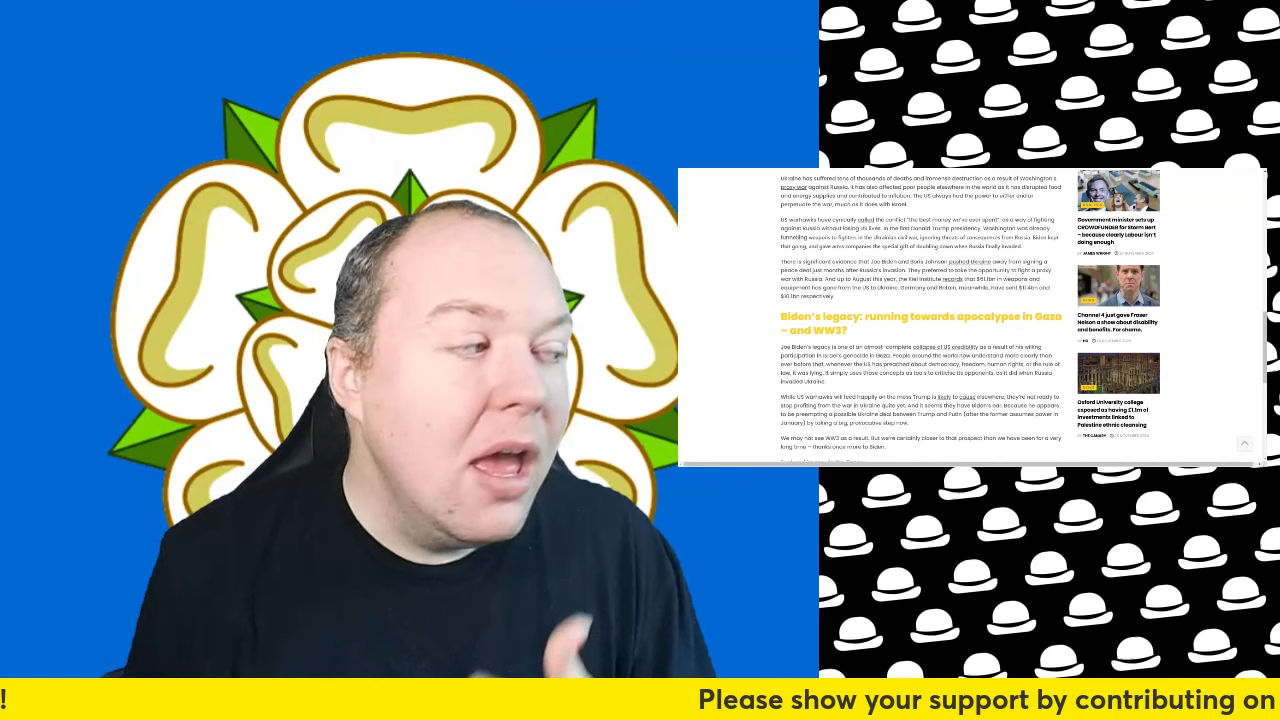 Ukraine has suffered tens of thousands of deaths and immense destruction as a result of Washington's
proxy war against Russia. It has also affected poor people elsewhere in the world as it has disrupted food
and energy supplies and contributed to inflation. The US always had the power to either end or
perpetuate the war, much as it does with Israel.
US warhawks have cynically called the conflict "the best money we've ever spent", as a way of fighting
against Russia without losing US lives. In the first Donald Trump presidency, Washington was already
funnelling weapons to fighters in the Ukrainian civil war, ignoring threats of consequences from Russia. Biden kept
that going, and gave arms companies the special gift of doubling down when Russia finally invaded.
There is significant evidence that Joe Biden and Boris Johnson pushed Ukraine away from signing a
peace deal just months after Russia's invasion. They preferred to take the opportunity to fight a proxy
war with Russia. And up to August this year, the Kiel Institute records that $61.1bn in weapons and
equipment has gone from the US to Ukraine. Germany and Britain, meanwhile, have sent $11.4bn and
$10.1bn respectively.
Biden's legacy: running towards apocalypse in Gaza
– and WW3?
Joe Biden's legacy is one of an almost-complete collapse of US credibility as a result of his willing
participation in Israel's genocide in Gaza. People around the world now understand more clearly than
ever before that, whenever the US has preached about democracy, freedom, human rights, or the rule of
law, it was lying. It simply uses those concepts as tools to criticise its opponents, as it did when Russia
invaded Ukraine.
While US warhawks will feed happily on the mess Trump is likely to cause elsewhere, they're not ready to
stop profiting from the war in Ukraine quite yet. And it seems they have Biden's ear. Because he appears
to be preempting a possible Ukraine deal between Trump and Putin (after the former assumes power in
January) by taking a big, provocative step now.
We may not see WW3 as a result. But we're certainly closer to that prospect than we have been for a very
long time – thanks once more to Biden.
Government minister sets up
CROWDFUNDER for Storm Bert
– because clearly Labour isn't
doing enough
BY JAMES WRIGHT
Channel 4 just gave Fraser
Nelson a show about disability
and benefits. For shame.
Oxford University college
exposed as having £1.1m of
investments linked to
Palestine ethnic cleansing
BY THE CANARY
! Please show your support by contributing on